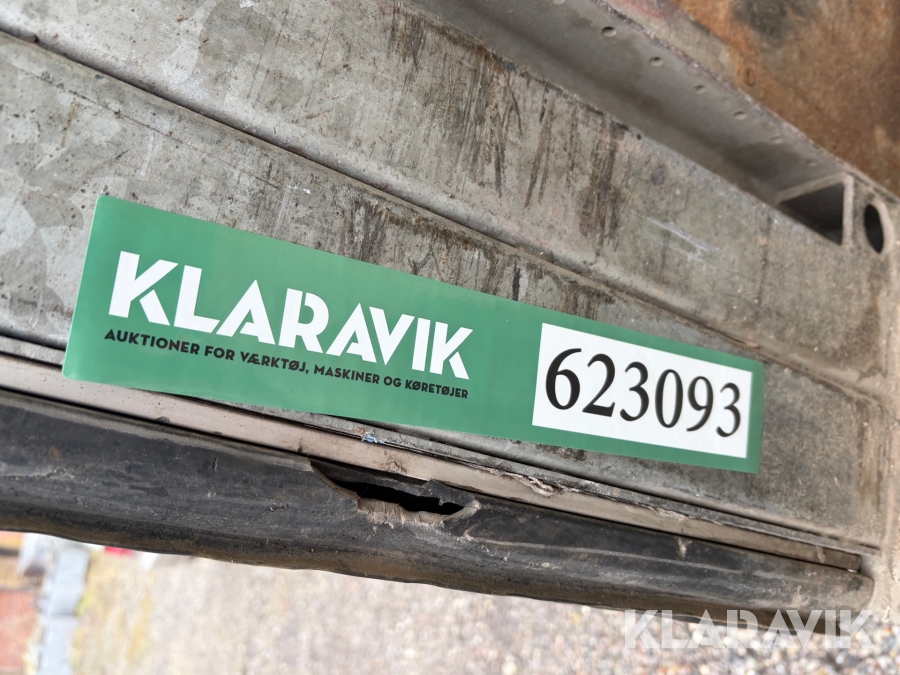 KLARAVIK
AUKTIONER FOR VÆRKTØJ, MASKINER OG KØRETØJER
623093
KLARAVIK